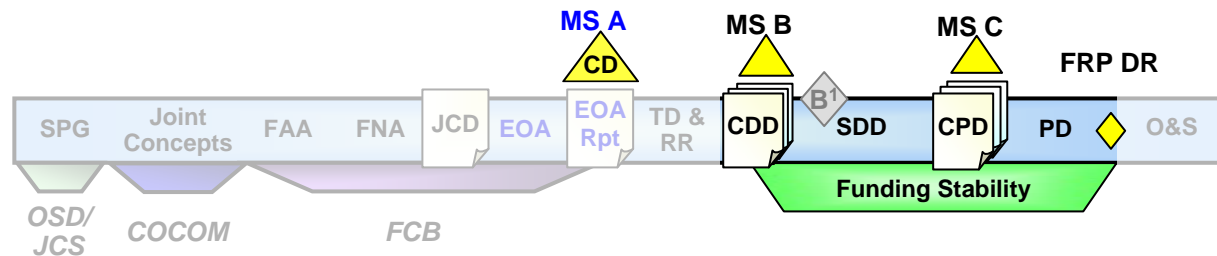 MS A
MS B
MS C
CD
FRP DR
SPG
Joint
Concepts
FAA
FNA
JCD
EOA
EOA
Rpt
TD &
RR
CDD
B1
SDD
CPD
PD
O&S
Funding Stability
OSD/
JCS
COCOM
FCB